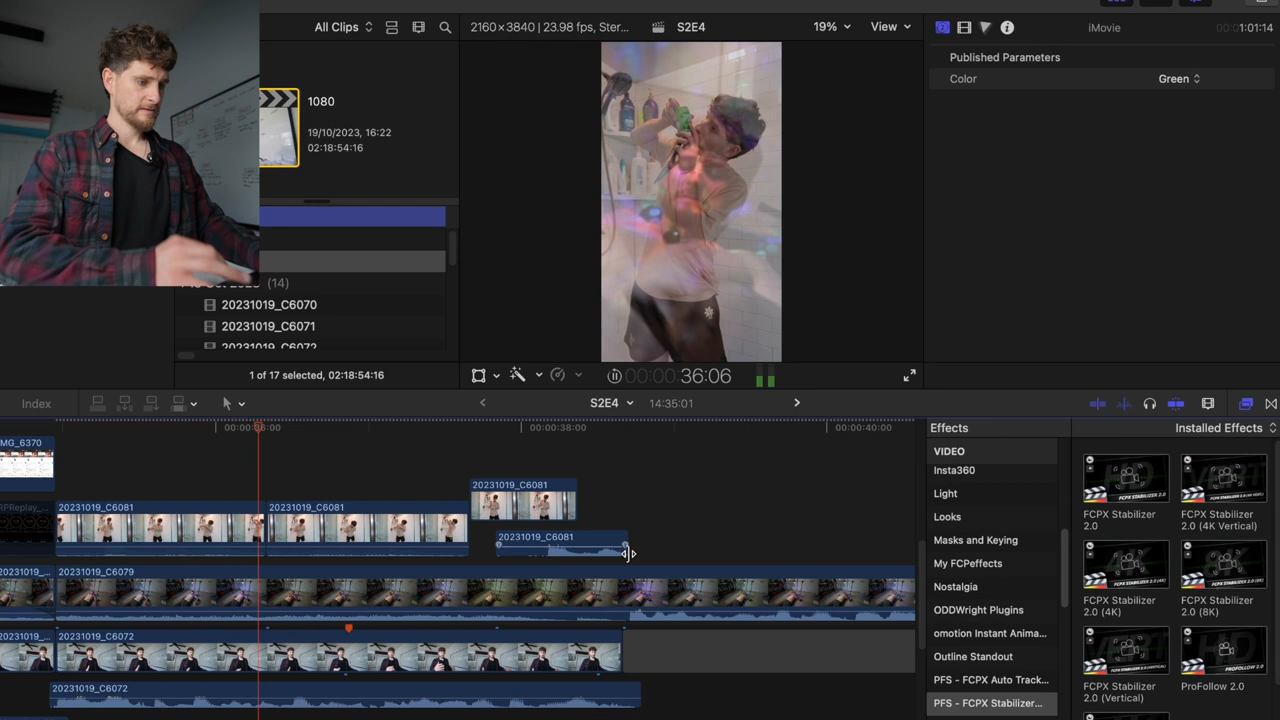 All Clips
2160×3840 | 23.98 fps, Ster...
S2E4
19%
View
iMovie
00:00:01:01:14
Published Parameters
Color
Green
1080
19/10/2023, 16:22
02:18:54:16
(14)
20231019_C6070
20231019_C6071
20231019_C6072
1 of 17 selected, 02:18:54:16
00:00:36:06
Index
S2E4
14:35:01
00:00:38:00
00:00:40:00
MG_6370
20231019_C6081
20231019_C6081
20231019_C6081
20231019_C6081
20231019_...
20231019_C6079
20231019_...
20231019_C6072
20231019_C6072
Effects
Installed Effects
VIDEO
Insta360
Light
Looks
Masks and Keying
My FCPeffects
Nostalgia
ODDWright Plugins
omotion Instant Anima...
Outline Standout
PFS - FCPX Auto Track...
PFS - FCPX Stabilizer...
FCPX Stabilizer
2.0
FCPX Stabilizer
2.0 (4K Vertical)
FCPX Stabilizer
2.0 (4K)
FCPX Stabilizer
2.0 (8K)
FCPX Stabilizer
2.0 (Vertical)
ProFollow 2.0